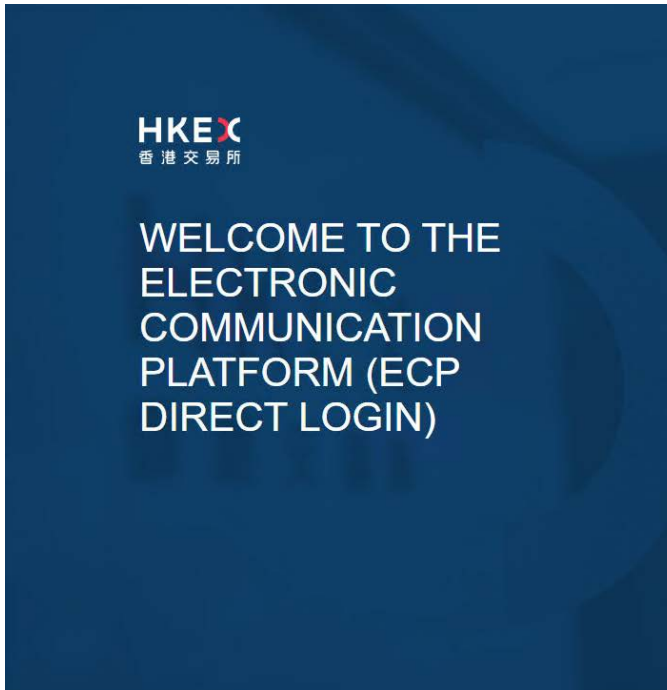 HKEX
香港交易所
WELCOME TO THE
ELECTRONIC
COMMUNICATION
PLATFORM (ECP
DIRECT LOGIN)